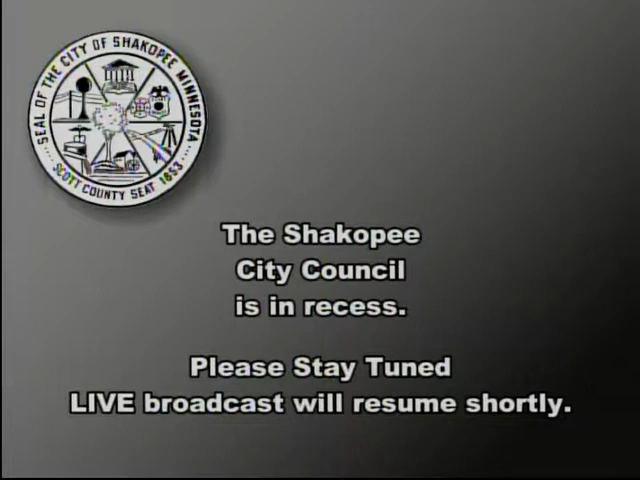 SEAL OF THE CITY OF SHAKOPEE MINNESOTA
SCOTT COUNTY SEAT 1853
The Shakopee
City Council
is in recess.
Please Stay Tuned
LIVE broadcast will resume shortly.